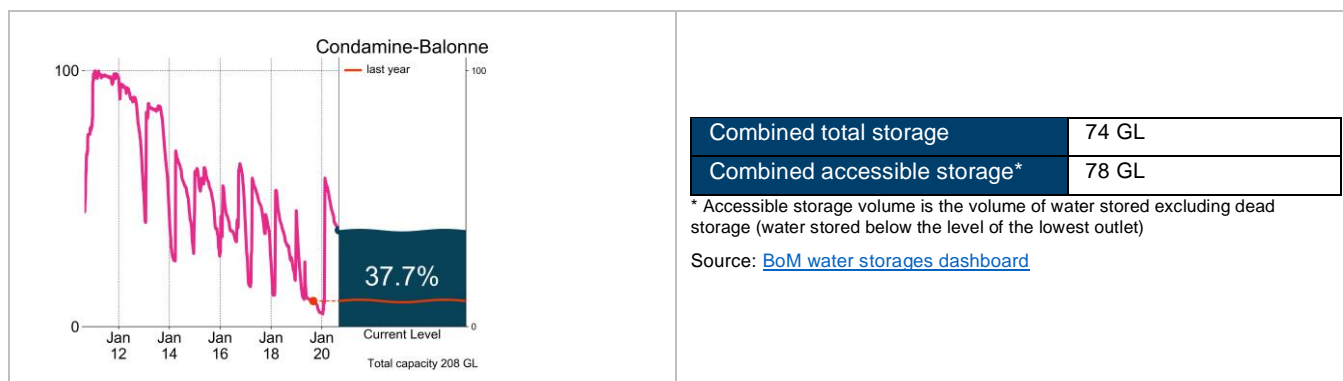 Condamine-Balonne
last year
100
100
37.7%
0
0
Jan 12
Jan 14
Jan 16
Jan 18
Jan 20
Current Level
Total capacity 208 GL
Combined total storage 74 GL
Combined accessible storage* 78 GL
* Accessible storage volume is the volume of water stored excluding dead
storage (water stored below the level of the lowest outlet)
Source: BoM water storages dashboard